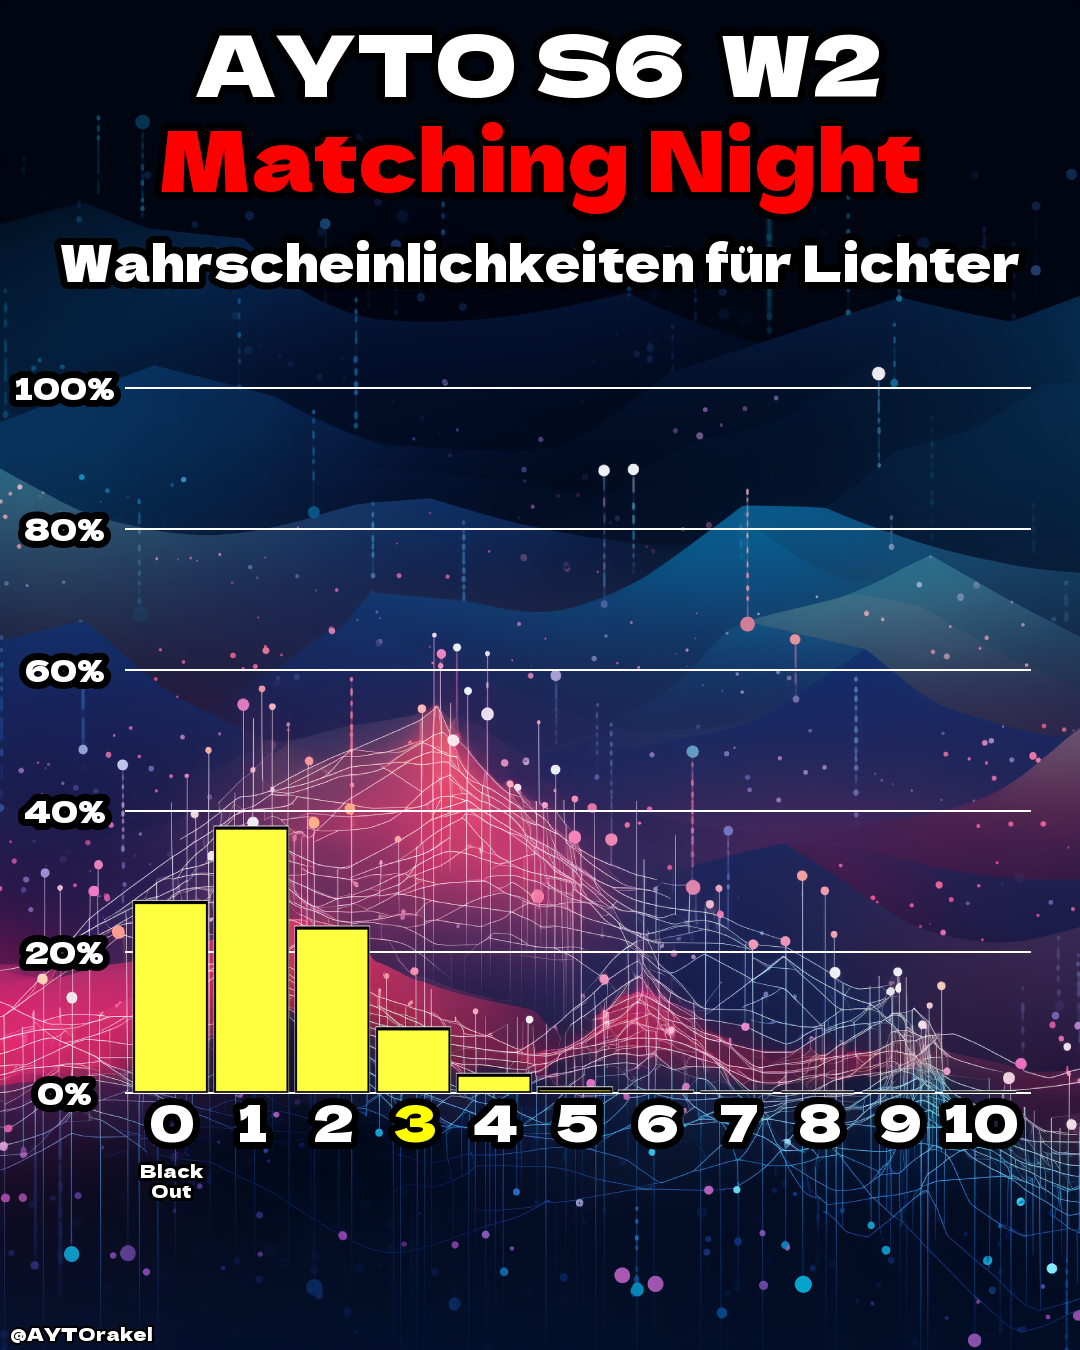 AYTO S6 W2
Matching Night
Wahrscheinlichkeiten für Lichter
100%
80%
60%
40%
20%
0%
0 1 2 3 4 5 6 7 8 9 10
Black
Out
@AYTOrakel